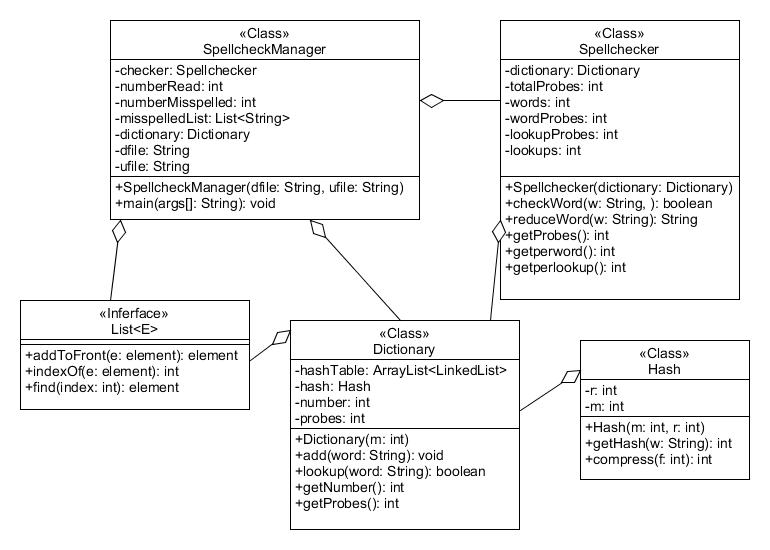 «Class»
SpellcheckManager
-checker: Spellchecker
-numberRead: int
-numberMisspelled: int
-misspelledList: List<String>
-dictionary: Dictionary
-dfile: String
-ufile: String
+SpellcheckManager(dfile: String, ufile: String)
+main(args[]: String): void
«Class»
Spellchecker
-dictionary: Dictionary
-totalProbes: int
-words: int
-wordProbes: int
-lookupProbes: int
-lookups: int
+Spellchecker(dictionary: Dictionary)
+checkWord(w: String, ): boolean
+reduceWord(w: String): String
+getProbes(): int
+getperword(): int
+getperlookup(): int
«Inferface»
List<E>
+addToFront(e: element): element
+indexOf(e: element): int
+find(index: int): element
«Class»
Dictionary
-hashTable: ArrayList<LinkedList>
-hash: Hash
-number: int
-probes: int
+Dictionary(m: int)
+add(word: String): void
+lookup(word: String): boolean
+getNumber(): int
+getProbes(): int
«Class»
Hash
-r: int
-m: int
+Hash(m: int, r: int)
+getHash(w: String): int
+compress(f: int): int